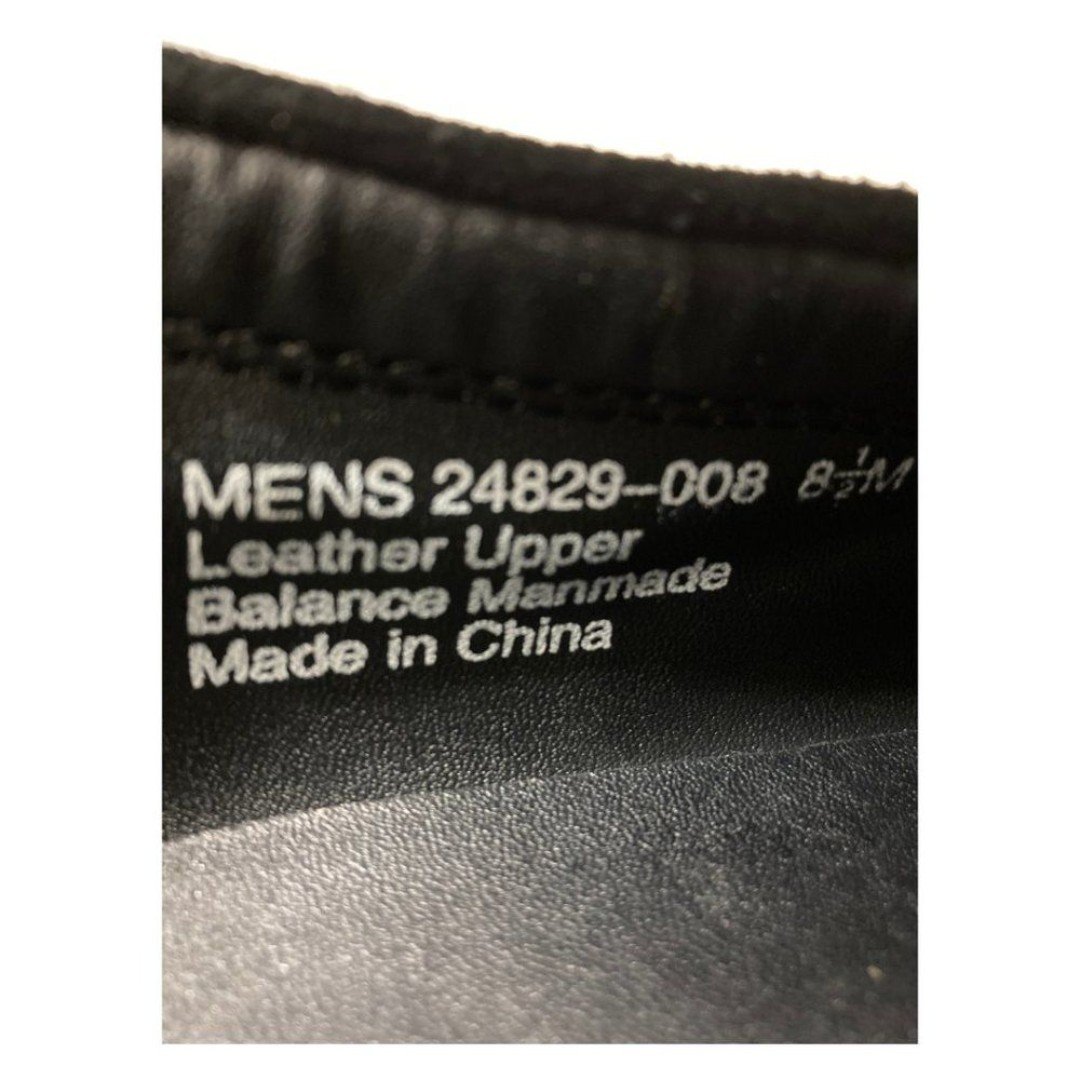 MENS 24829-008 8½M
Leather Upper
Balance Manmade
Made in China